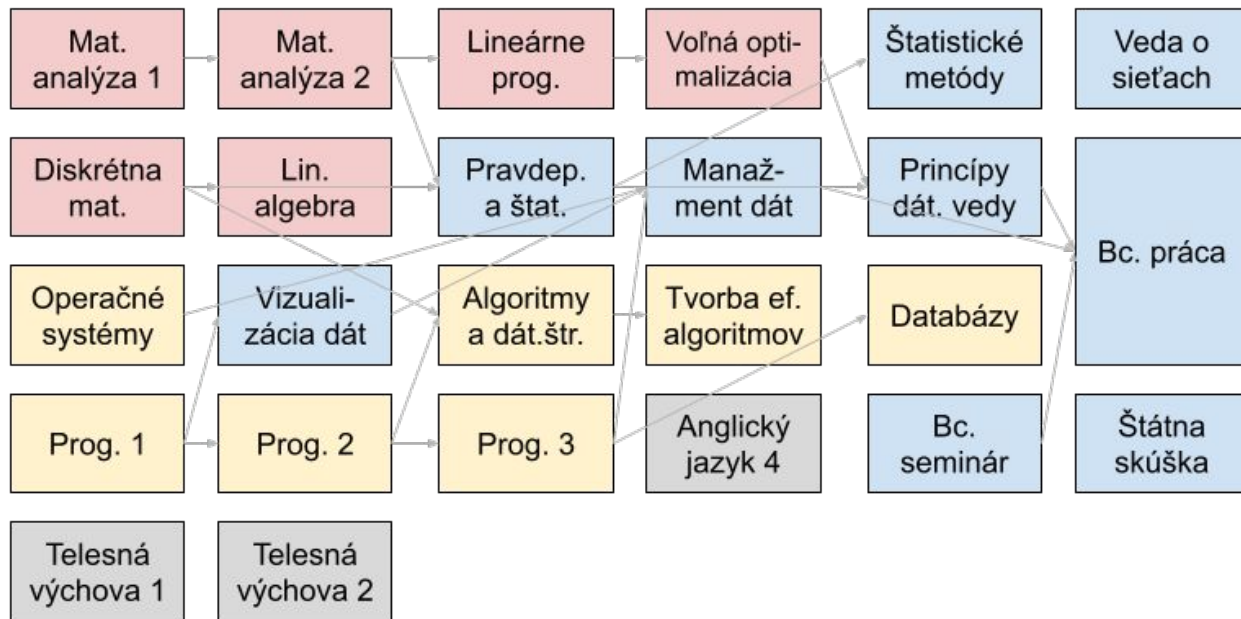 Mat.
analýza 1
Mat.
analýza 2
Lineárne
prog.
Voľná opti-
malizácia
Štatistické
metódy
Veda o
sieťach
Diskrétna
mat.
Lin.
algebra
Pravdep.
a štat.
Manaž-
ment dát
Princípy
dát. vedy
Bc. práca
Operačné
systémy
Vizuali-
zácia dát
Algoritmy
a dát.štr.
Tvorba ef.
algoritmov
Databázy
Prog. 1
Prog. 2
Prog. 3
Anglický
jazyk 4
Bc.
seminár
Štátna
skúška
Telesná
výchova 1
Telesná
výchova 2